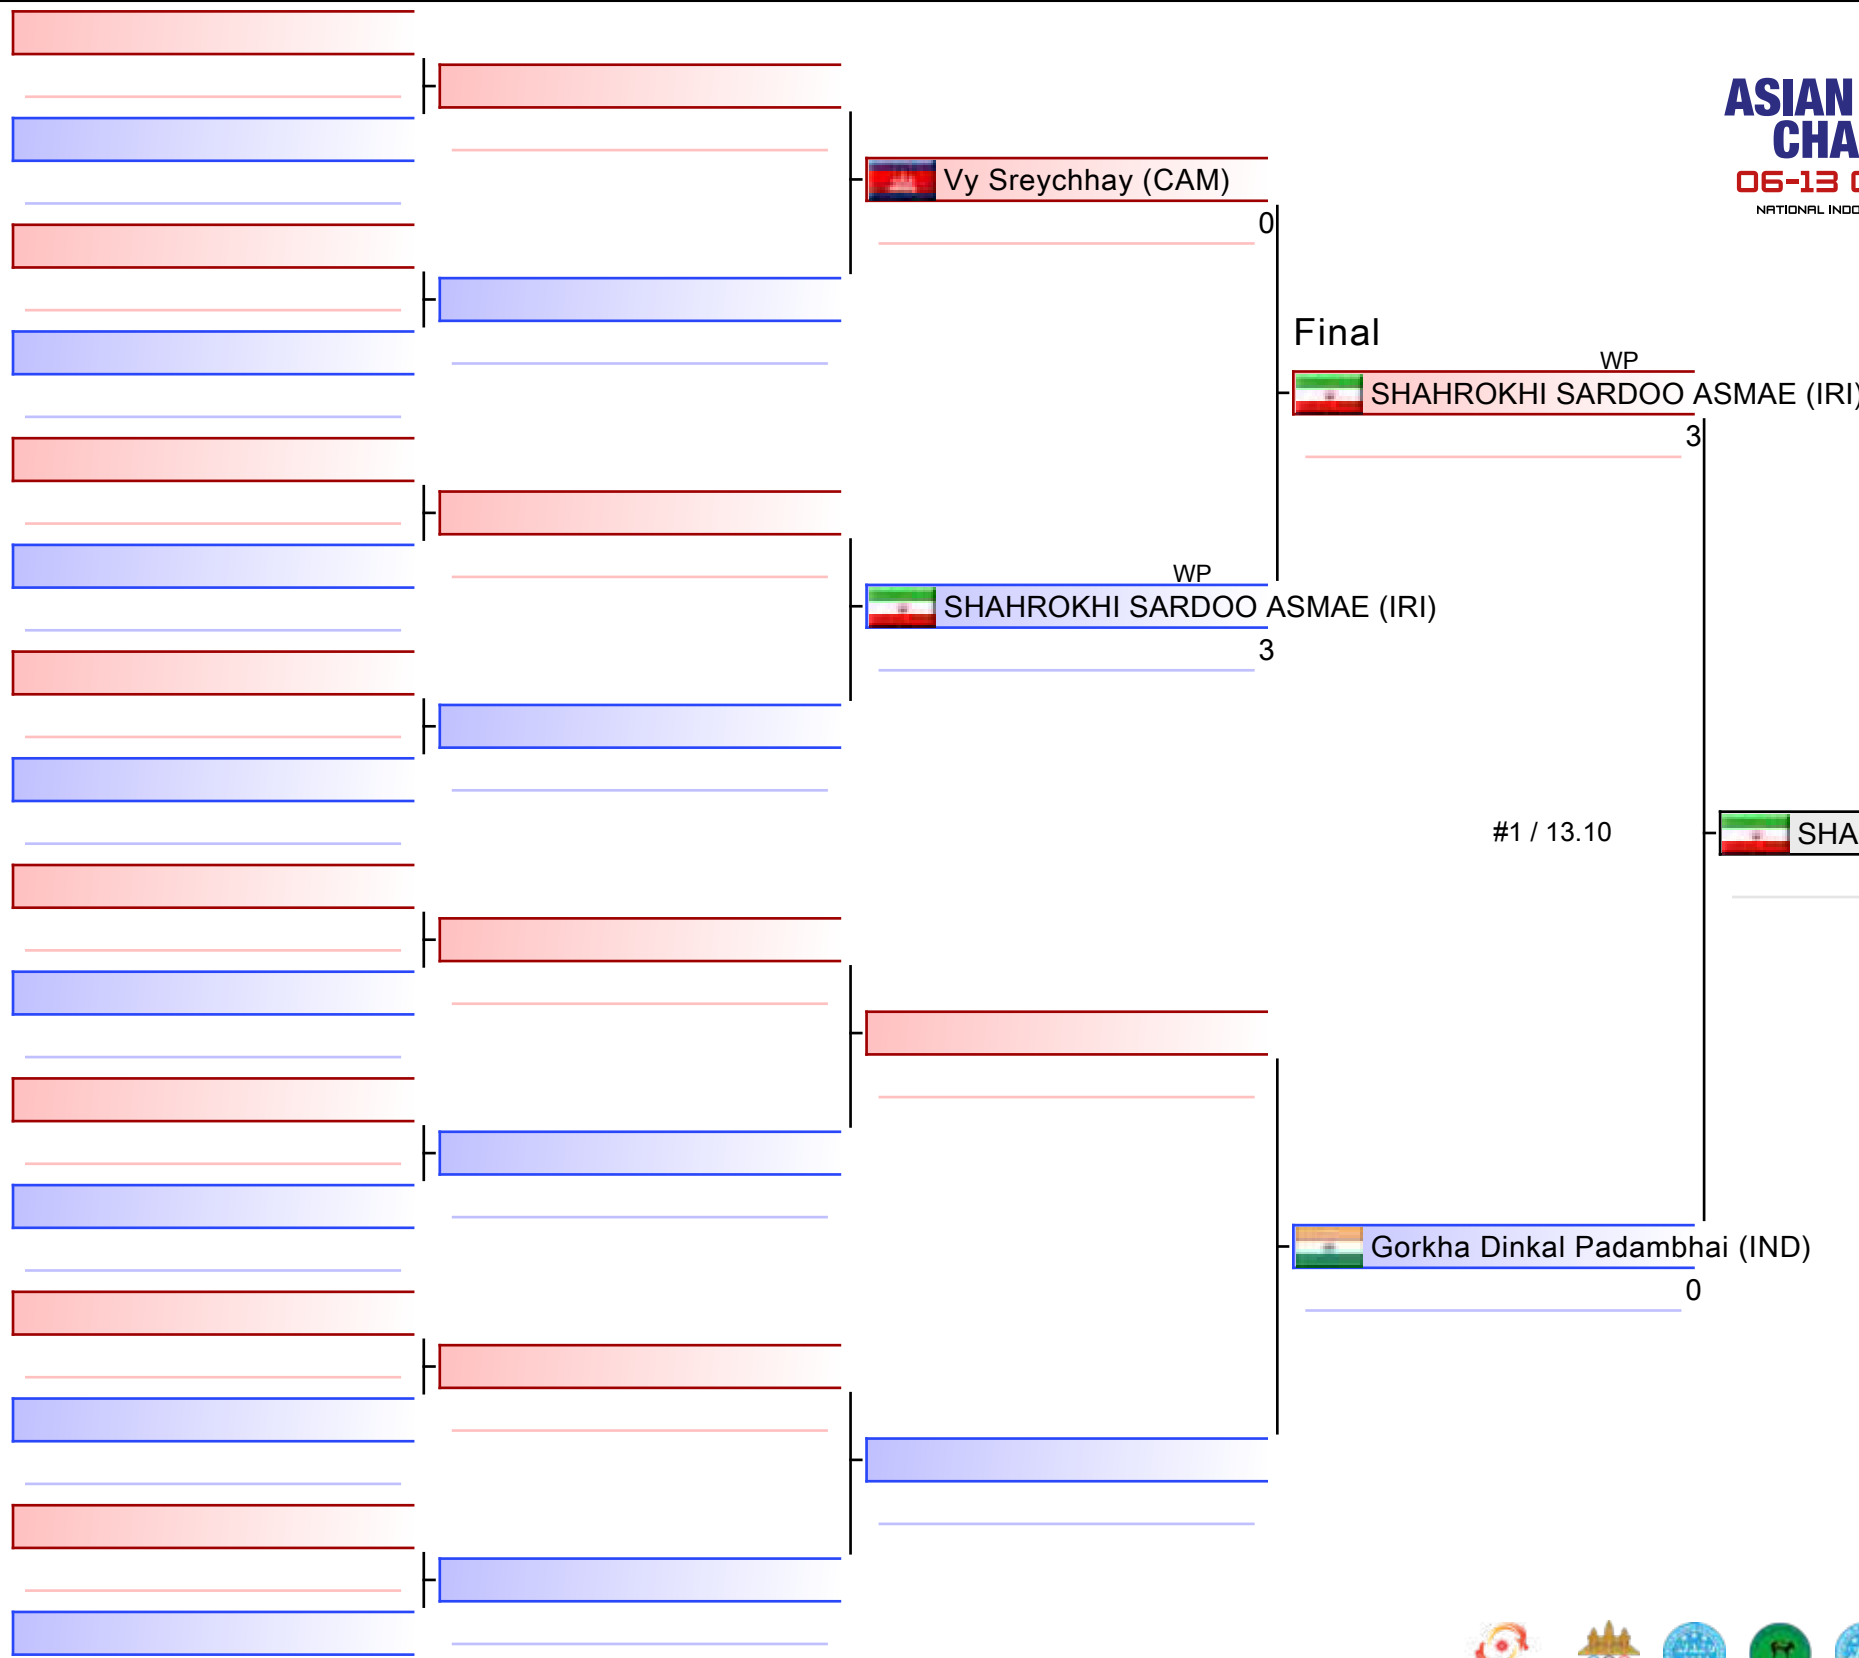 ASIAN
CHA
06-13
NATIONAL INDO
Vy Sreychhay (CAM)
0
Final
WP
SHAHROKHI SARDOO ASMAE (IRI)
3
WP
SHAHROKHI SARDOO ASMAE (IRI)
3
#1 / 13.10
SHA
Gorkha Dinkal Padambhai (IND)
0